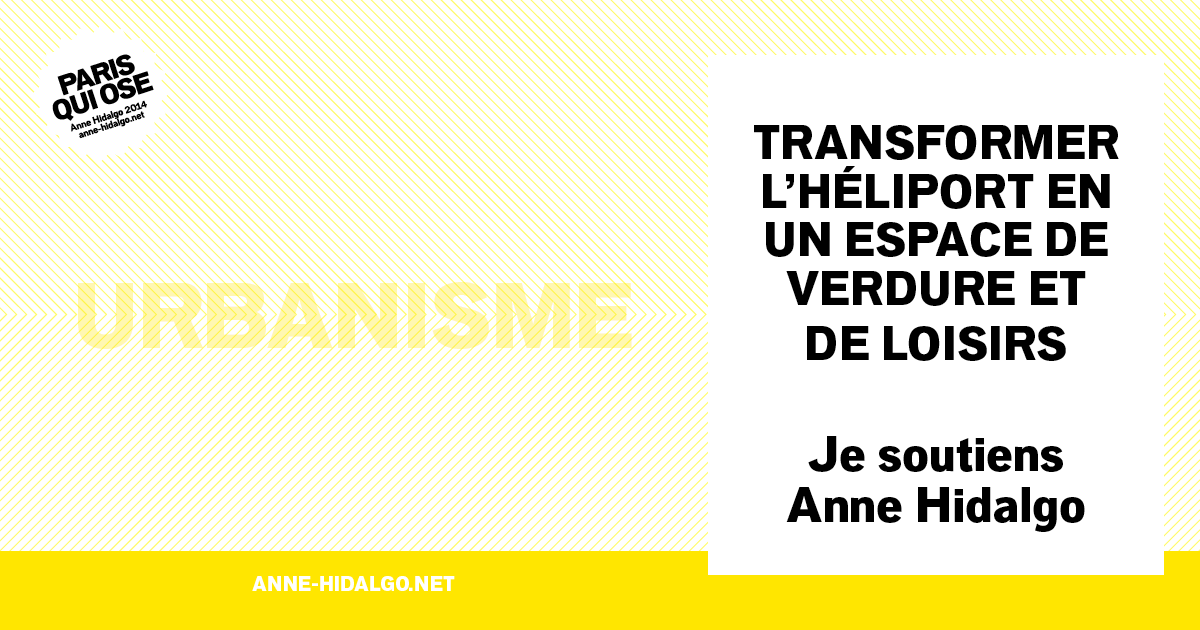 PARIS
QUI OSE
Anne Hidalgo 2014
anne-hidalgo.net
URBANISME
TRANSFORMER
L’HÉLIPORT EN
UN ESPACE DE
VERDURE ET
DE LOISIRS
Je soutiens
Anne Hidalgo
ANNE-HIDALGO.NET